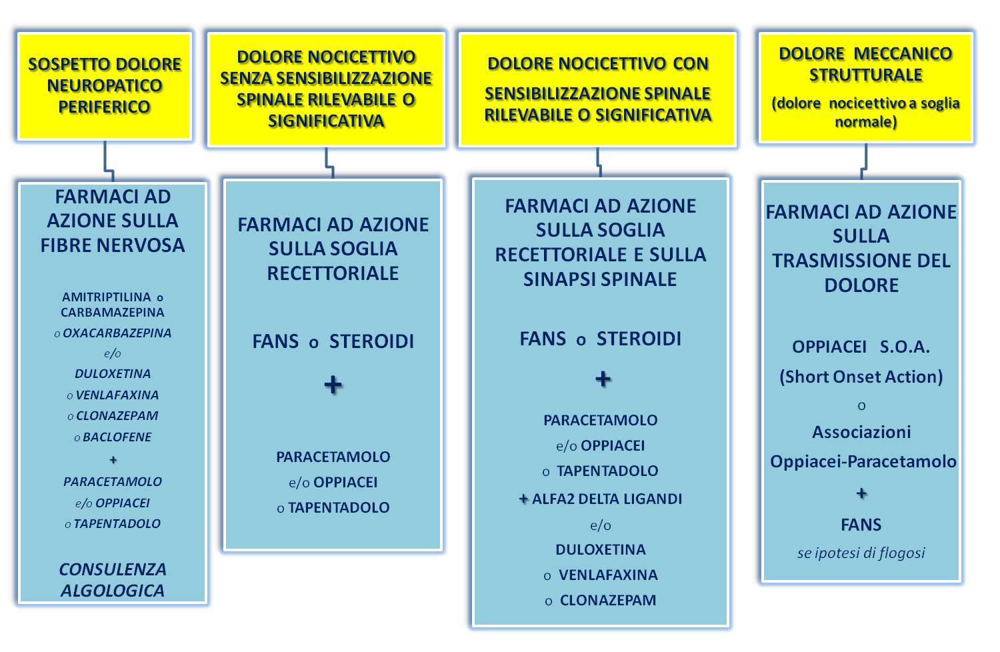 SOSPETTO DOLORE
NEUROPATICO
PERIFERICO
FARMACI AD
AZIONE SULLA
FIBRE NERVOSA
AMITRIPTILINA o
CARBAMAZEPINA
o OXACARBAZEPINA
e/o
DULOXETINA
o VENLAFAXINA
o CLONAZEPAM
o BACLOFENE
+
PARACETAMOLO
e/o OPPIACEI
o TAPENTADOLO
CONSULENZA
ALGOLOGICA
DOLORE NOCICETTIVO
SENZA SENSIBILIZZAZIONE
SPINALE RILEVABILE O
SIGNIFICATIVA
FARMACI AD AZIONE
SULLA SOGLIA
RECETTORIALE
FANS o STEROIDI
+
PARACETAMOLO
e/o OPPIACEI
o TAPENTADOLO
DOLORE NOCICETTIVO CON
SENSIBILIZZAZIONE SPINALE
RILEVABILE O SIGNIFICATIVA
FARMACI AD AZIONE
SULLA SOGLIA
RECETTORIALE E SULLA
SINAPSI SPINALE
FANS o STEROIDI
+
PARACETAMOLO
e/o OPPIACEI
o TAPENTADOLO
+ ALFA2 DELTA LIGANDI
e/o
DULOXETINA
o VENLAFAXINA
o CLONAZEPAM
DOLORE MECCANICO
STRUTTURALE
(dolore nocicettivo a soglia
normale)
FARMACI AD AZIONE
SULLA
TRASMISSIONE DEL
DOLORE
OPPIACEI S.O.A.
(Short Onset Action)
o
Associazioni
Oppiacei-Paracetamolo
+
FANS
se ipotesi di flogosi